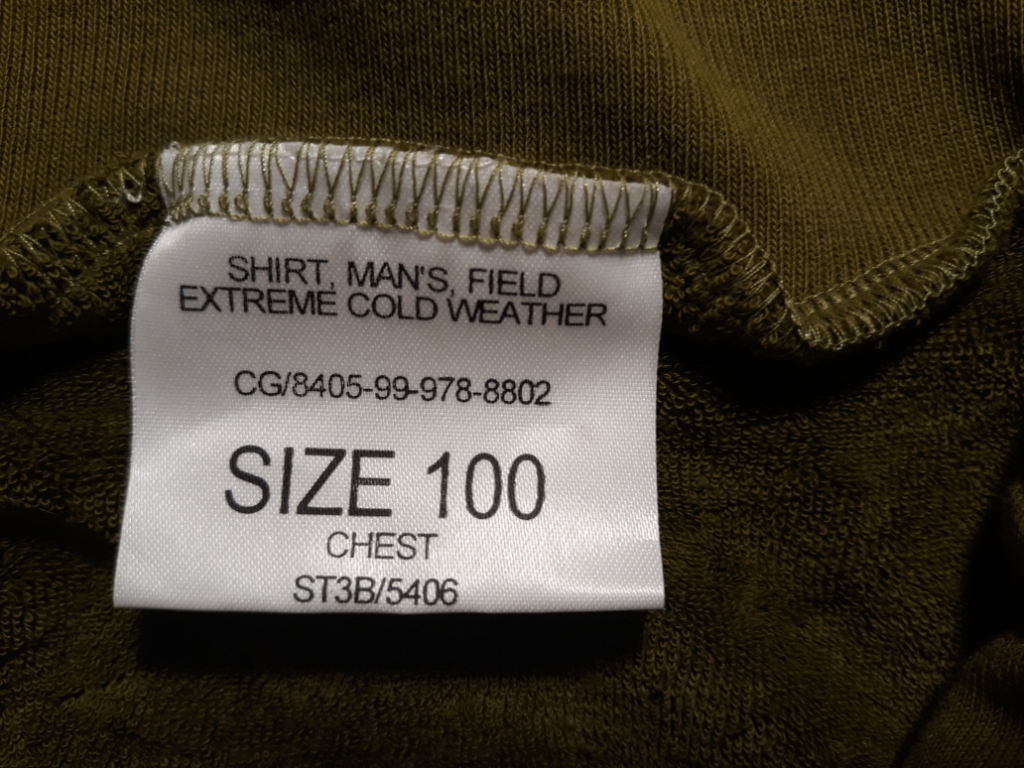 SHIRT, MAN'S, FIELD
EXTREME COLD WEATHER
CG/8405-99-978-8802
SIZE 100
CHEST
ST3B/5406